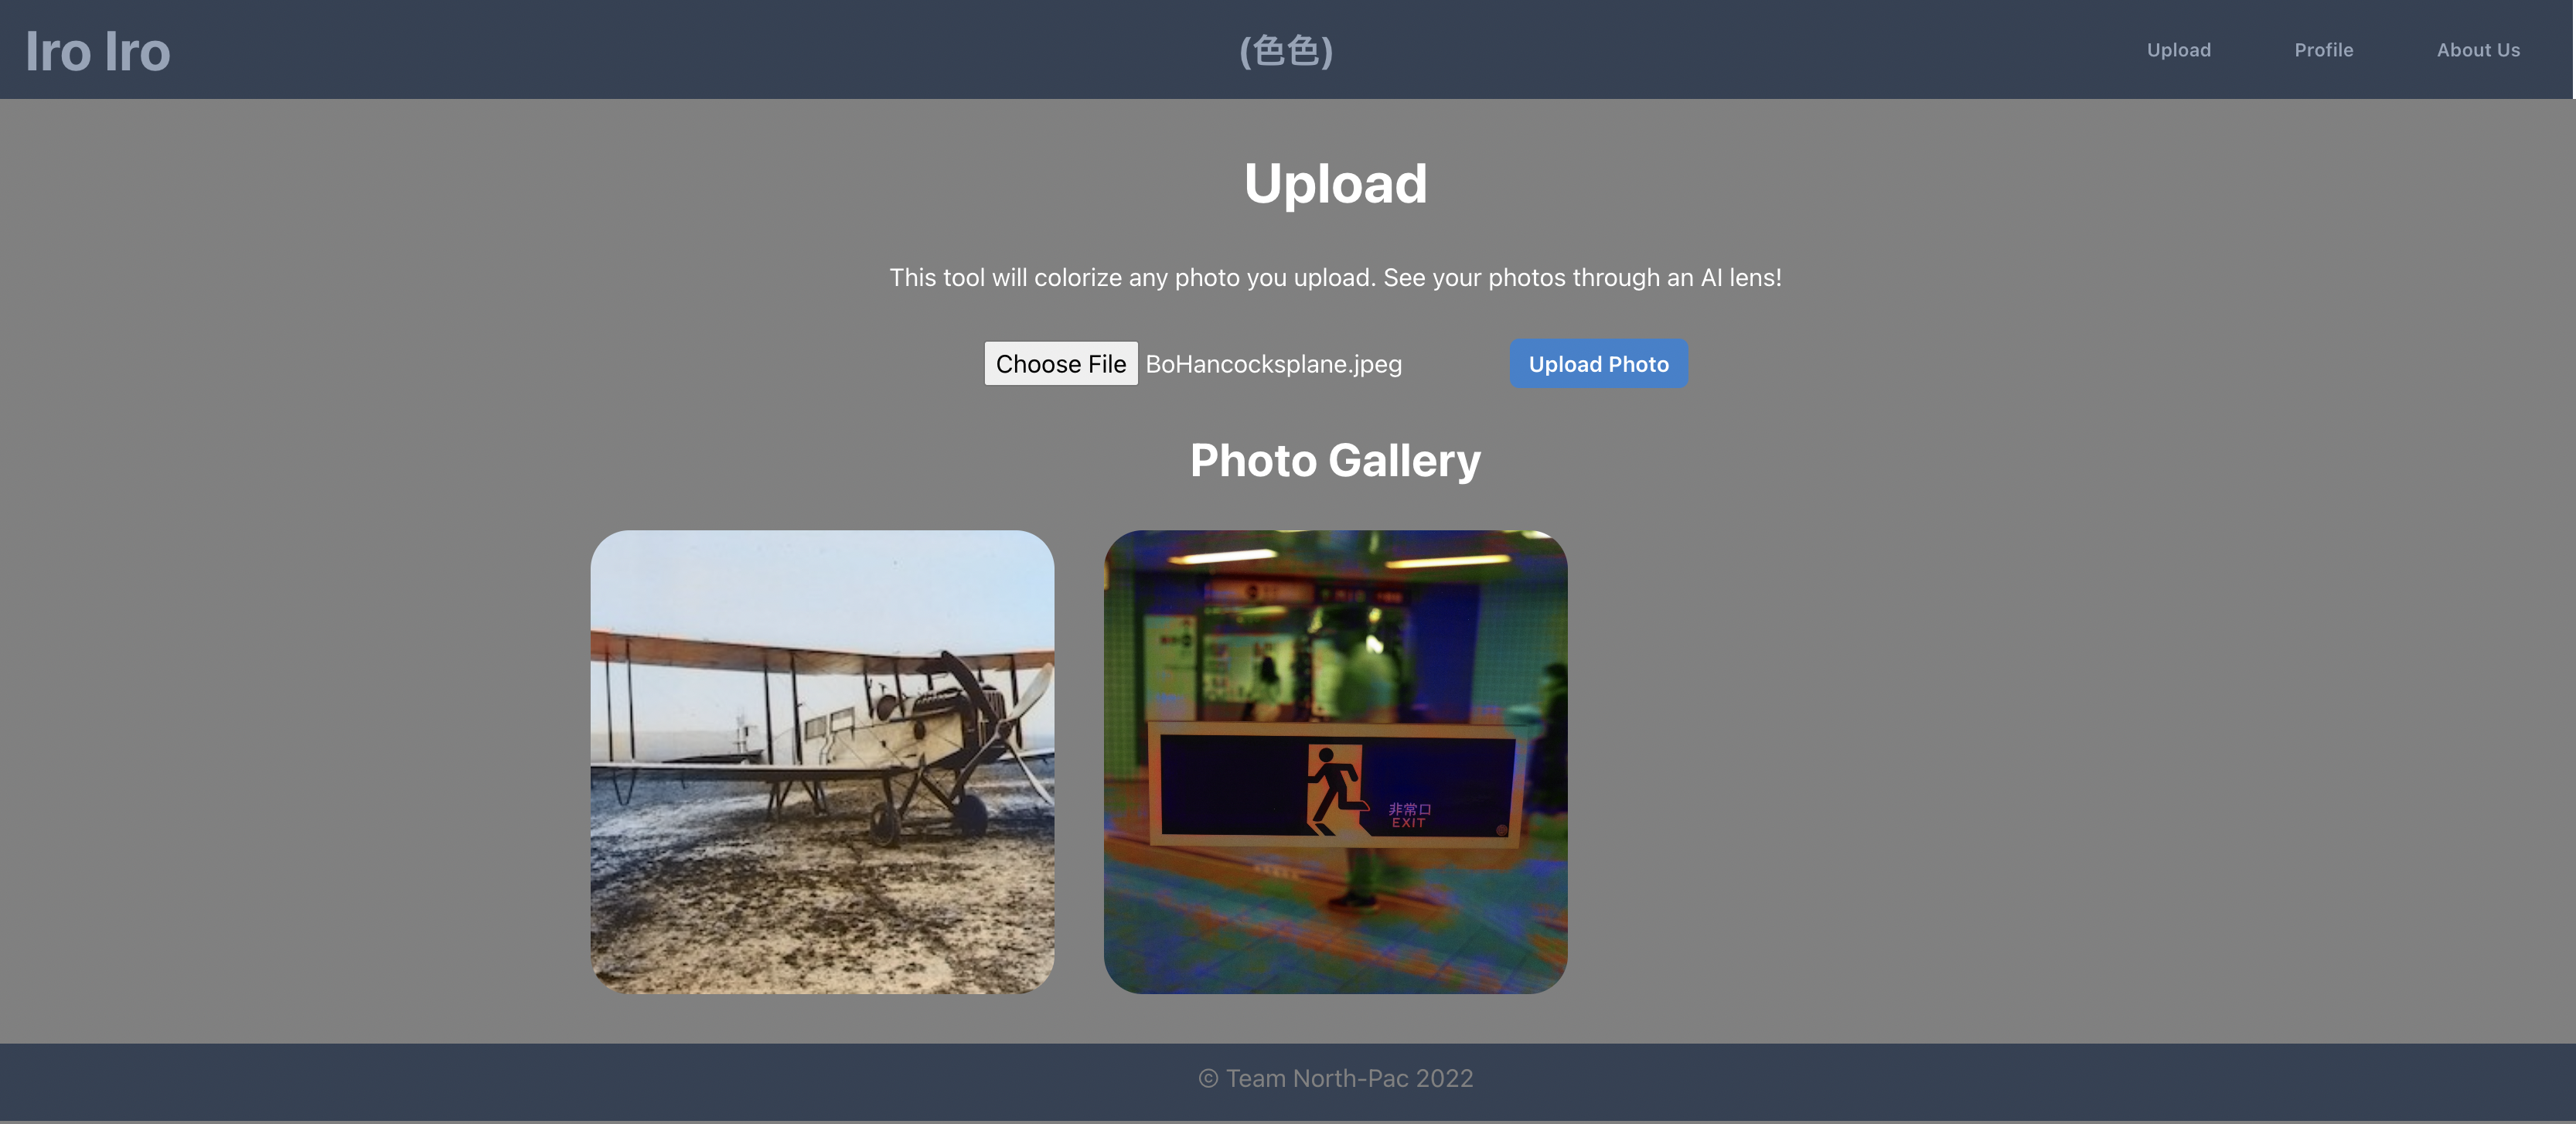 Iro Iro
(色色)
Upload
Profile
About Us
Upload
This tool will colorize any photo you upload. See your photos through an AI lens!
Choose File BoHancocksplane.jpeg
Upload Photo
Photo Gallery
非常口
EXIT
© Team North-Pac 2022